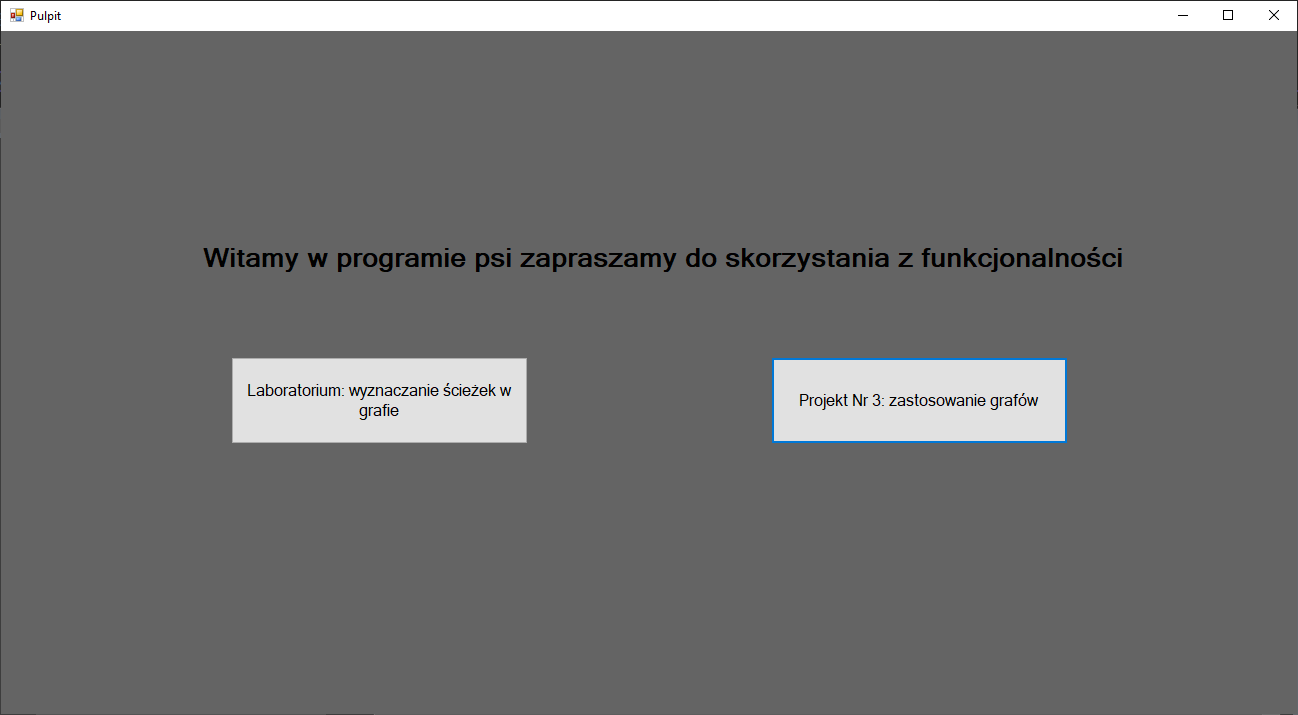 Pulpit
Witamy w programie psi zapraszamy do skorzystania z funkcjonalności
Laboratorium: wyznaczanie ścieżek w
grafie
Projekt Nr 3: zastosowanie grafów